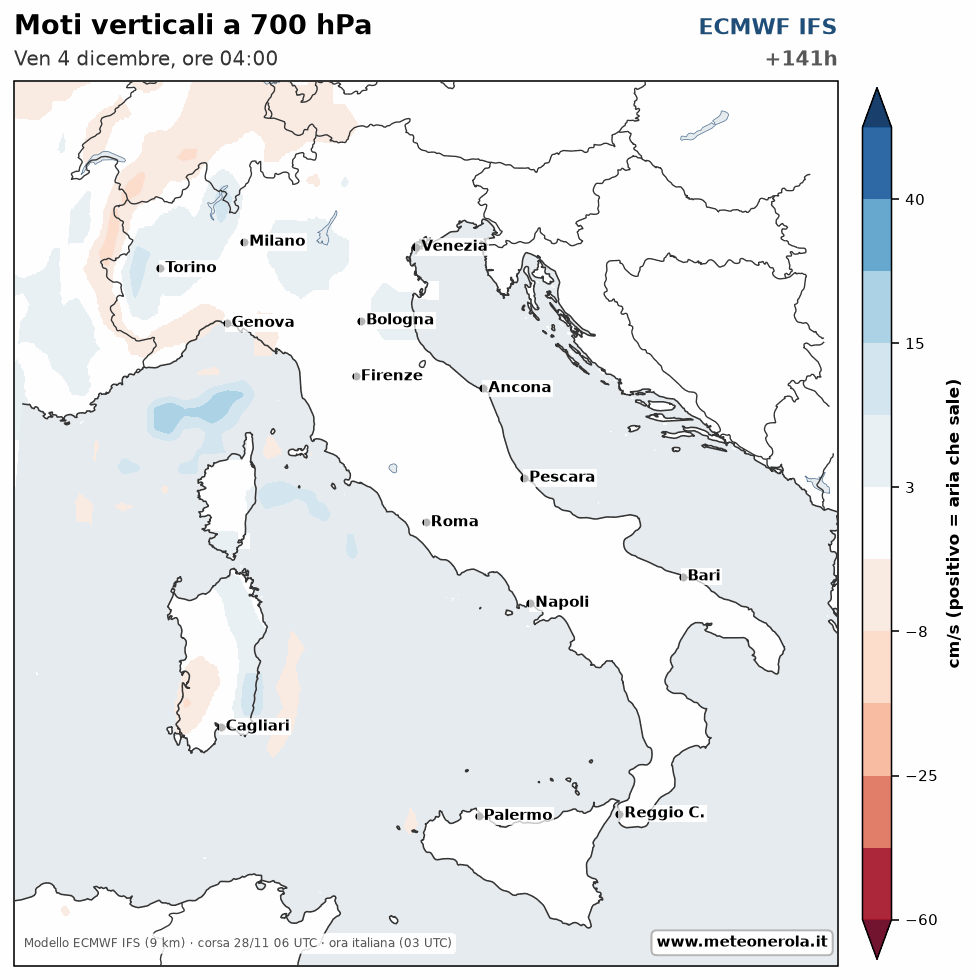 Moti verticali a 700 hPa
ECMWF IFS
Ven 4 dicembre, ore 04:00
+141h
40
15
3
−8
−25
−60
cm/s (positivo = aria che sale)
Milano
Venezia
Torino
Genova
Bologna
Firenze
Ancona
Pescara
Roma
Bari
Napoli
Cagliari
Palermo
Reggio C.
Modello ECMWF IFS (9 km) · corsa 28/11 06 UTC · ora italiana (03 UTC)
www.meteonerola.it